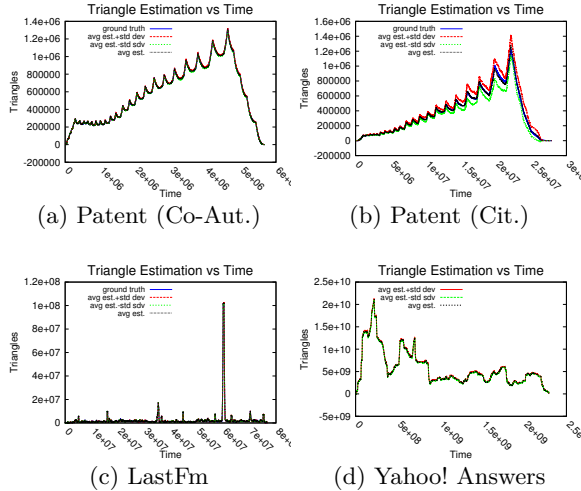 Triangle Estimation vs Time
ground truth
avg est.+std dev
avg est.-std sdv
avg est.
Triangles
1.4e+06
1.2e+06
1e+06
800000
600000
400000
200000
0
-200000
0
1e+06
2e+06
3e+06
4e+06
5e+06
6e+0
Time
(a) Patent (Co-Aut.)
Triangle Estimation vs Time
ground truth
avg est.+std dev
avg est.-std sdv
avg est.
Triangles
1.6e+06
1.4e+06
1.2e+06
1e+06
800000
600000
400000
200000
0
-200000
0
5e+06
1e+07
1.5e+07
2e+07
2.5e+07
3e+0
Time
(b) Patent (Cit.)
Triangle Estimation vs Time
ground truth
avg est.+std dev
avg est.-std sdv
avg est.
Triangles
1.2e+08
1e+08
8e+07
6e+07
4e+07
2e+07
0
0
1e+07
2e+07
3e+07
4e+07
5e+07
6e+07
7e+07
8e+0
Time
(c) LastFm
Triangle Estimation vs Time
avg est.+std dev
avg est.-std sdv
avg est.
Triangles
2.5e+10
2e+10
1.5e+10
1e+10
5e+09
0
-5e+09
0
5e+08
1e+09
1.5e+09
2e+09
2.5e
Time
(d) Yahoo! Answers